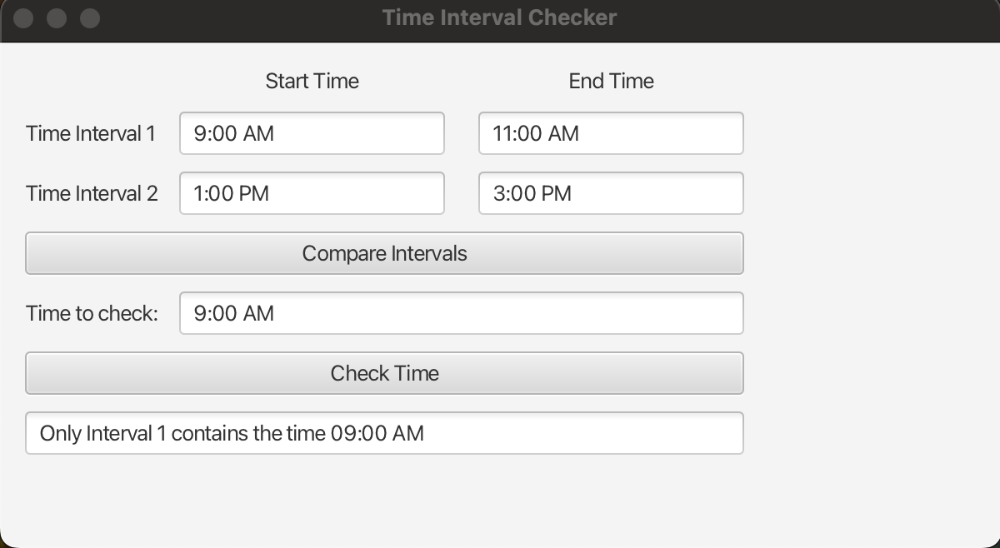 Time Interval Checker
Start Time End Time
Time Interval 1 9:00 AM 11:00 AM
Time Interval 2 1:00 PM 3:00 PM
Compare Intervals
Time to check: 9:00 AM
Check Time
Only Interval 1 contains the time 09:00 AM